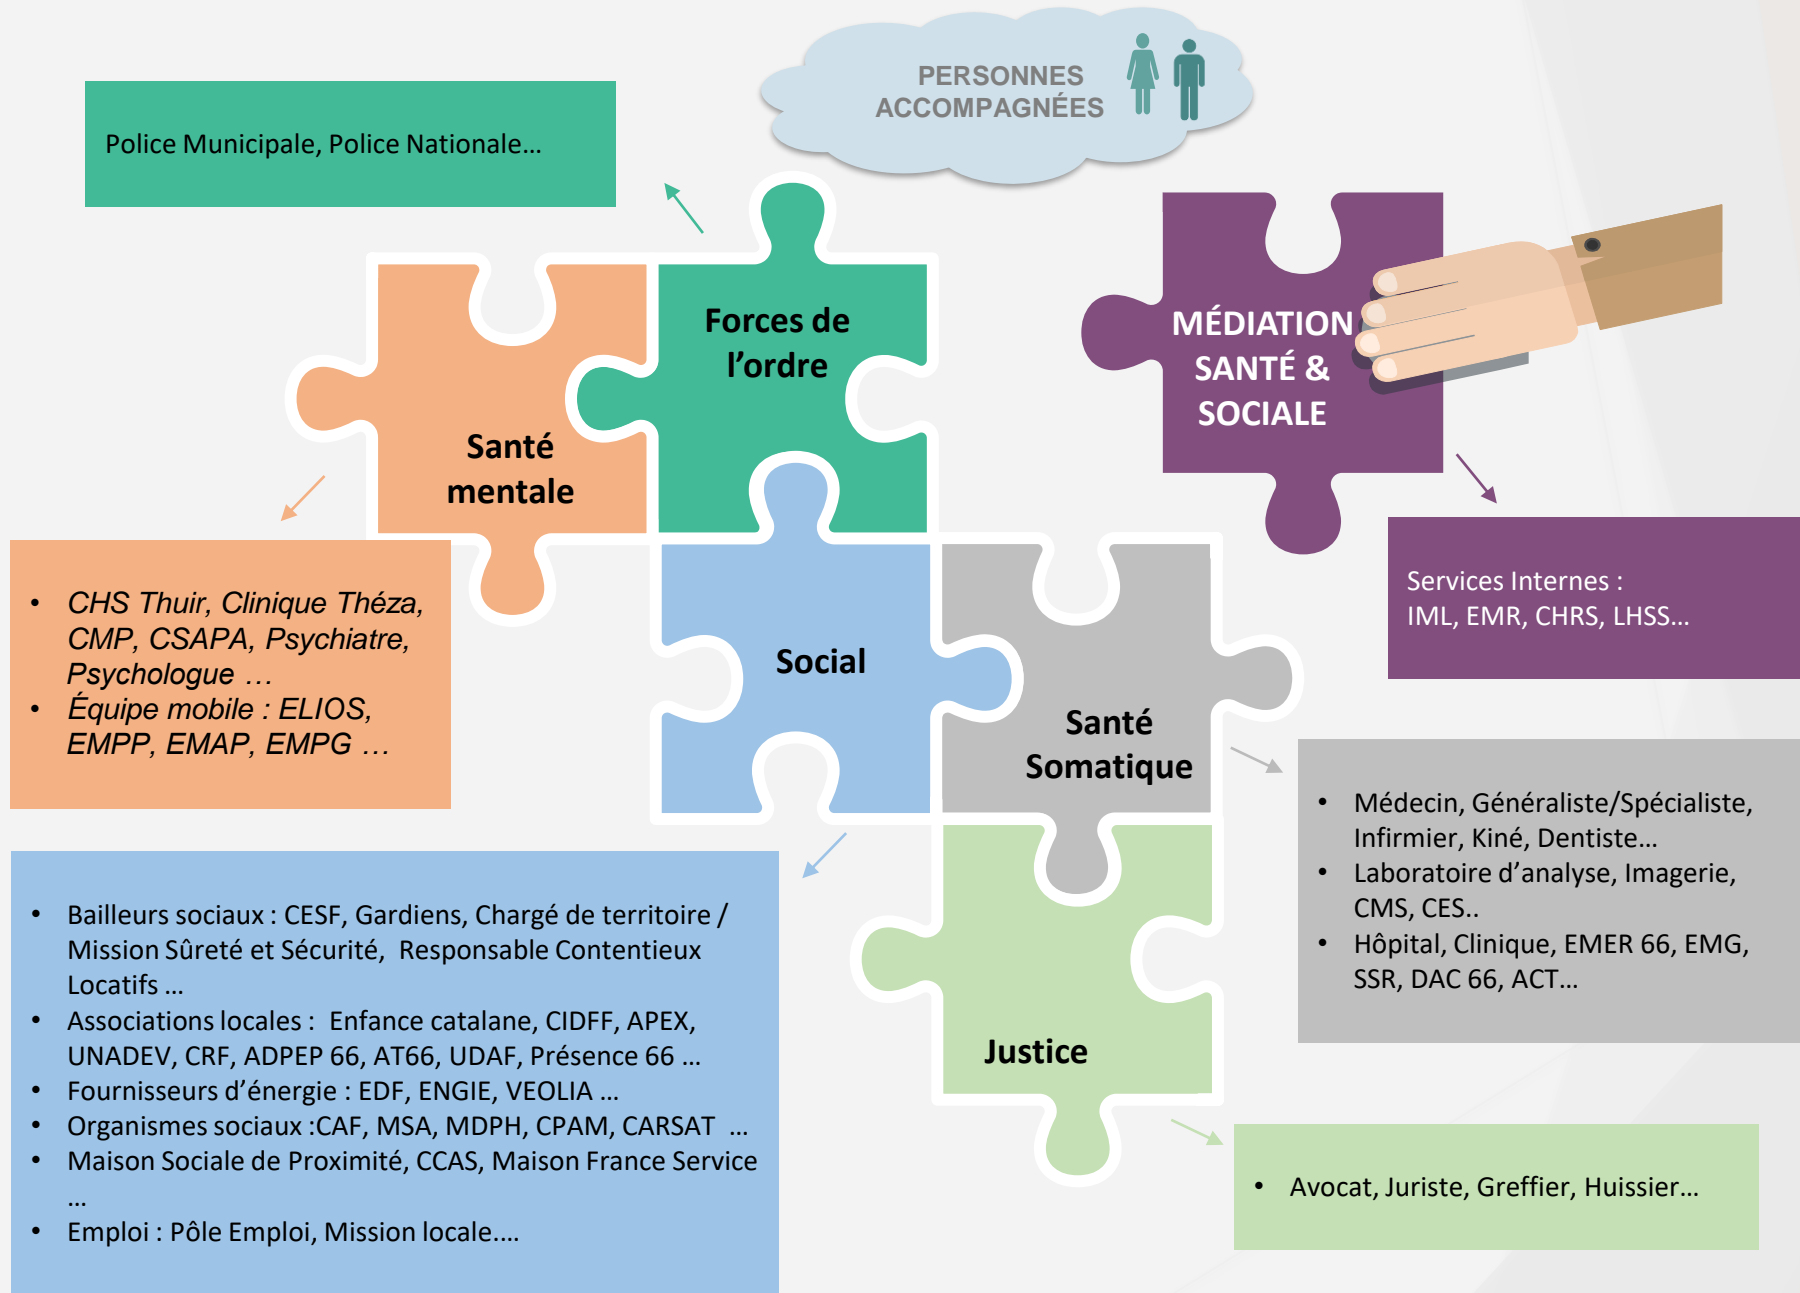 PERSONNES
ACCOMPAGNÉES
Police Municipale, Police Nationale…
Forces de
l’ordre
MÉDIATION
SANTÉ &
SOCIALE
Santé
mentale
Services Internes :
IML, EMR, CHRS, LHSS…
• CHS Thuir, Clinique Théza,
CMP, CSAPA, Psychiatre,
Psychologue …
• Équipe mobile : ELIOS,
EMPP, EMAP, EMPG …
Social
Santé
Somatique
• Médecin, Généraliste/Spécialiste,
Infirmier, Kiné, Dentiste…
• Laboratoire d’analyse, Imagerie,
CMS, CES..
• Hôpital, Clinique, EMER 66, EMG,
SSR, DAC 66, ACT…
• Bailleurs sociaux : CESF, Gardiens, Chargé de territoire /
Mission Sûreté et Sécurité, Responsable Contentieux
Locatifs …
• Associations locales : Enfance catalane, CIDFF, APEX,
UNADEV, CRF, ADPEP 66, AT66, UDAF, Présence 66 …
• Fournisseurs d’énergie : EDF, ENGIE, VEOLIA …
• Organismes sociaux :CAF, MSA, MDPH, CPAM, CARSAT …
• Maison Sociale de Proximité, CCAS, Maison France Service
…
• Emploi : Pôle Emploi, Mission locale….
Justice
• Avocat, Juriste, Greffier, Huissier…